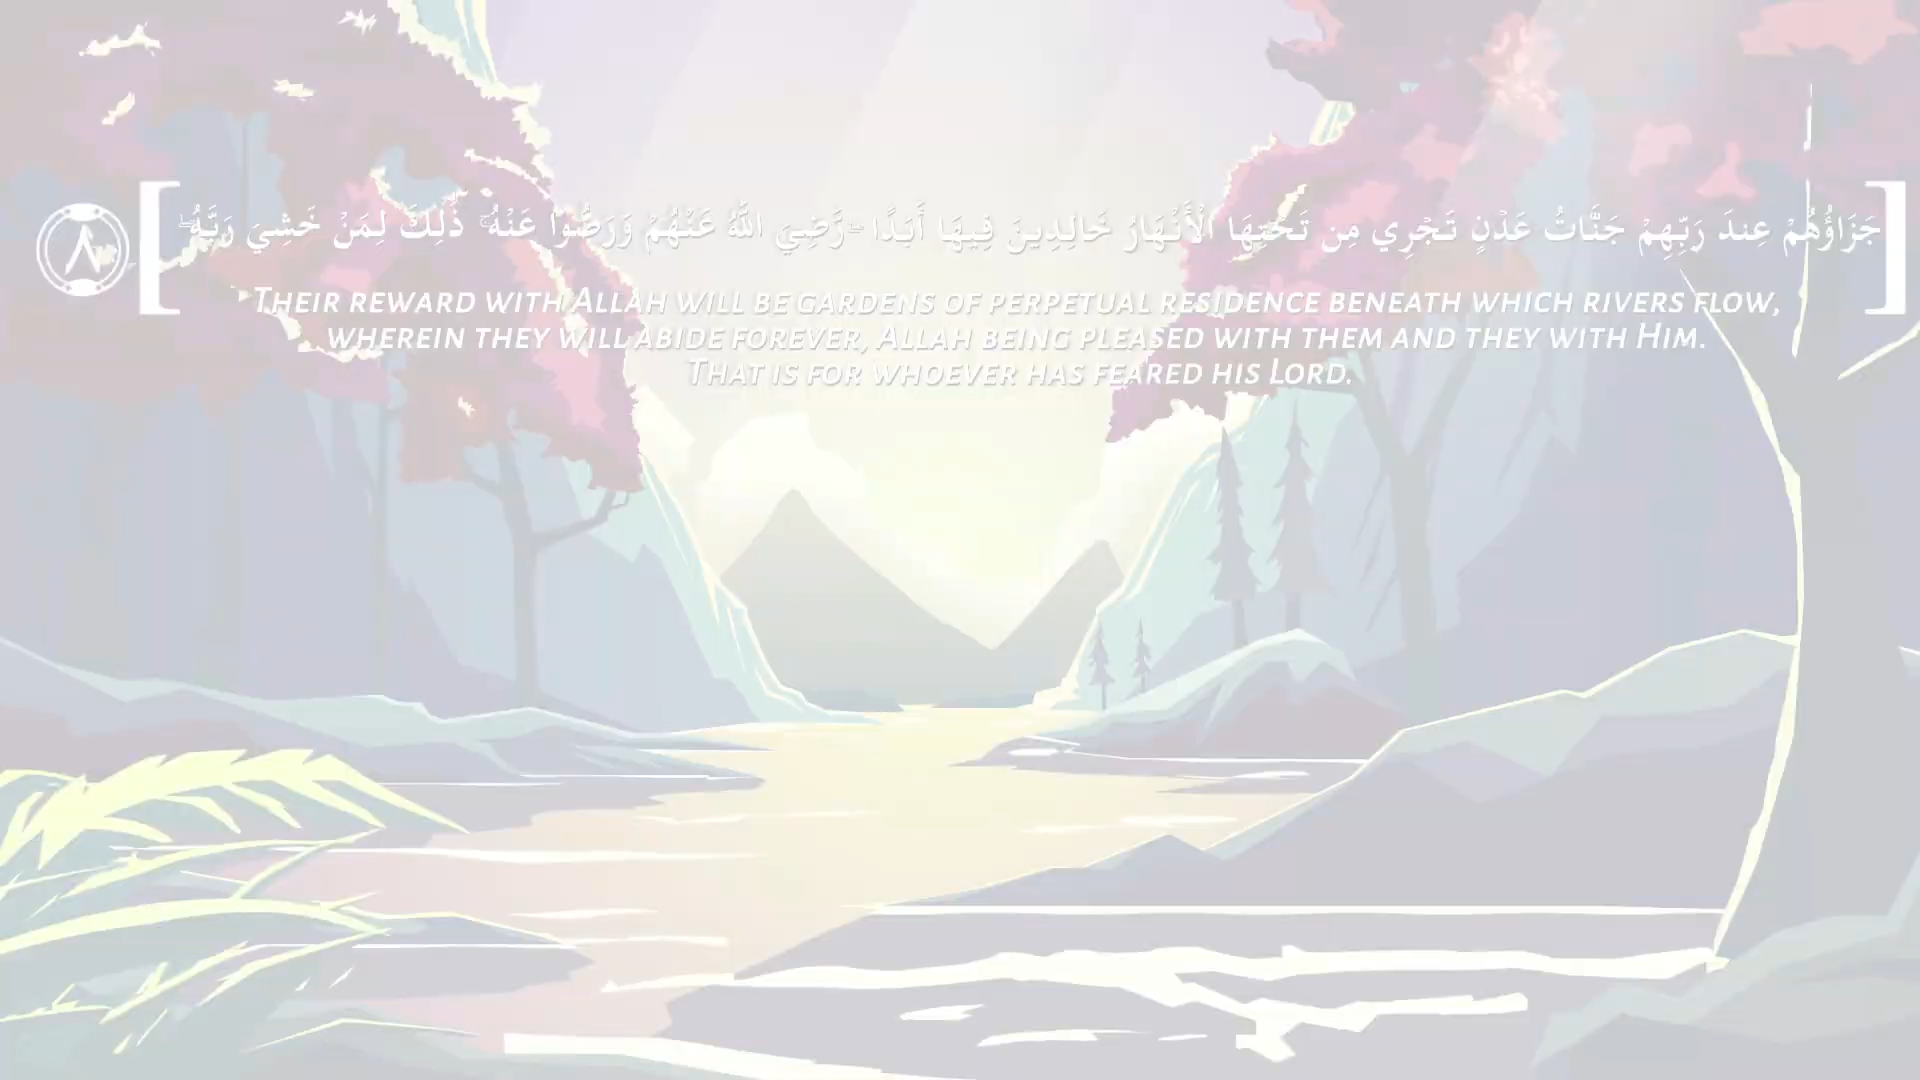 جَزَاؤُهُمْ عِندَ رَبِّهِمْ جَنَّاتُ عَدْنٍ تَجْرِي مِن تَحْتِهَا الْأَنْهَارُ خَالِدِينَ فِيهَا أَبَدًا ۖ رَّضِيَ اللَّهُ عَنْهُمْ وَرَضُوا عَنْهُ ۚ ذَٰلِكَ لِمَنْ خَشِيَ رَبَّهُ ۖ
٨
Their reward with Allah will be gardens of perpetual residence beneath which rivers flow,
wherein they will abide forever, Allah being pleased with them and they with Him.
That is for whoever has feared his Lord.